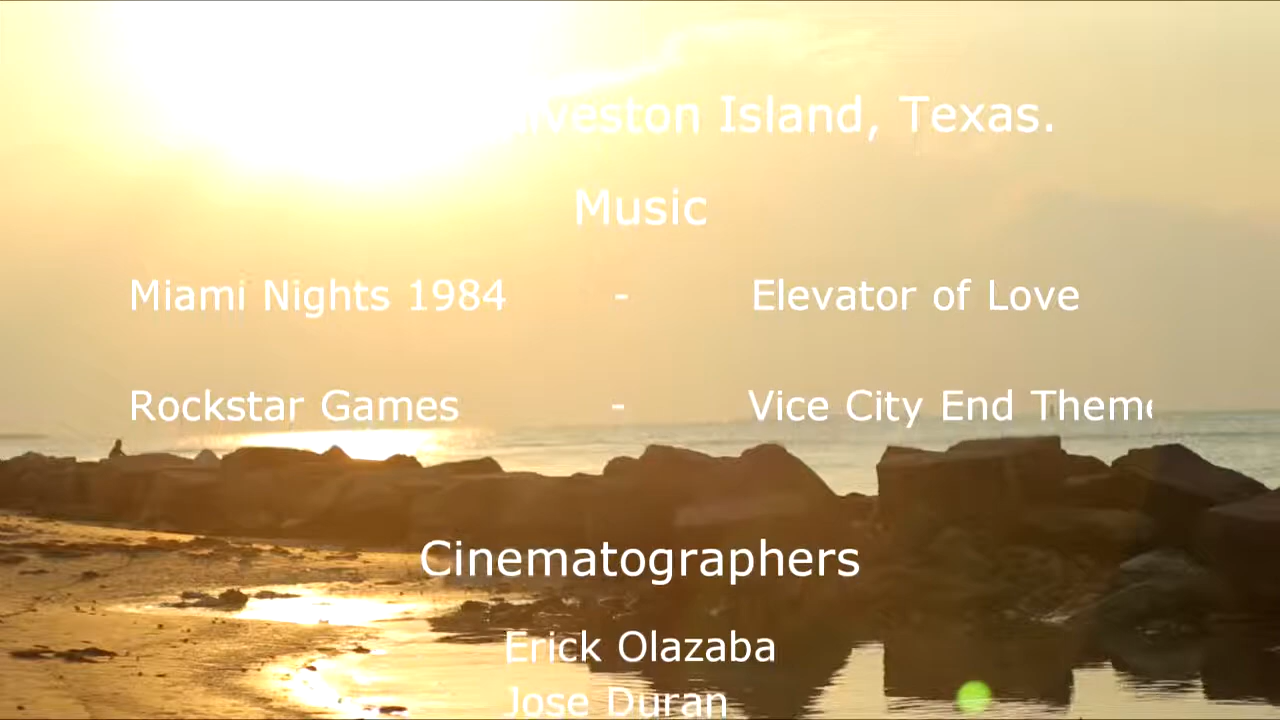 Island, Texas.
Music
Miami Nights 1984 - Elevator of Love
Rockstar Games - Vice City End
Cinematographers
Erick Olazaba
Jose Duran